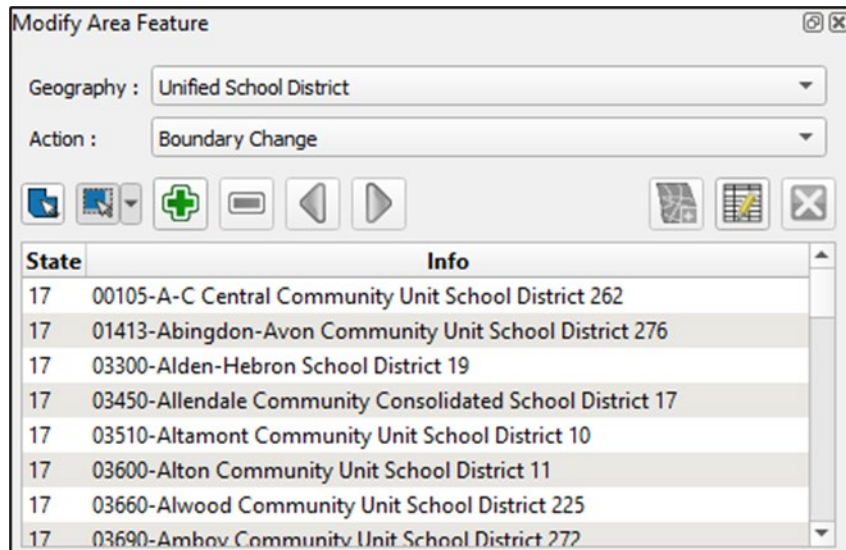 Modify Area Feature
Geography : Unified School District
Action : Boundary Change
State Info
17 00105-A-C Central Community Unit School District 262
17 01413-Abingdon-Avon Community Unit School District 276
17 03300-Alden-Hebron School District 19
17 03450-Allendale Community Consolidated School District 17
17 03510-Altamont Community Unit School District 10
17 03600-Alton Community Unit School District 11
17 03660-Alwood Community Unit School District 225
17 03690-Amboy Community Unit School District 272